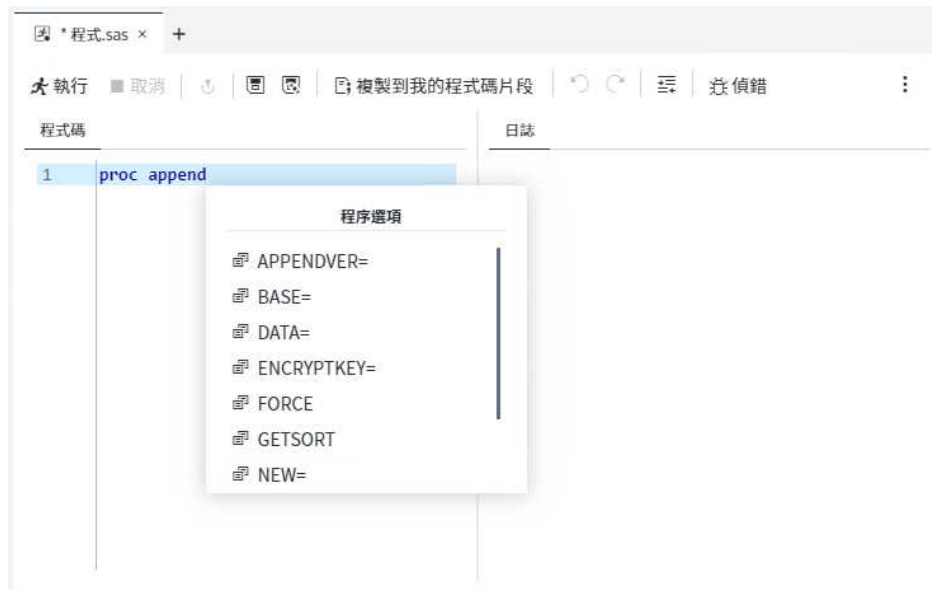 *程式.sas × +
執行 取消 複製到我的程式碼片段 偵錯
程式碼
日誌
1 proc append
程序選項
APPENDVER=
BASE=
DATA=
ENCRYPTKEY=
FORCE
GETSORT
NEW=